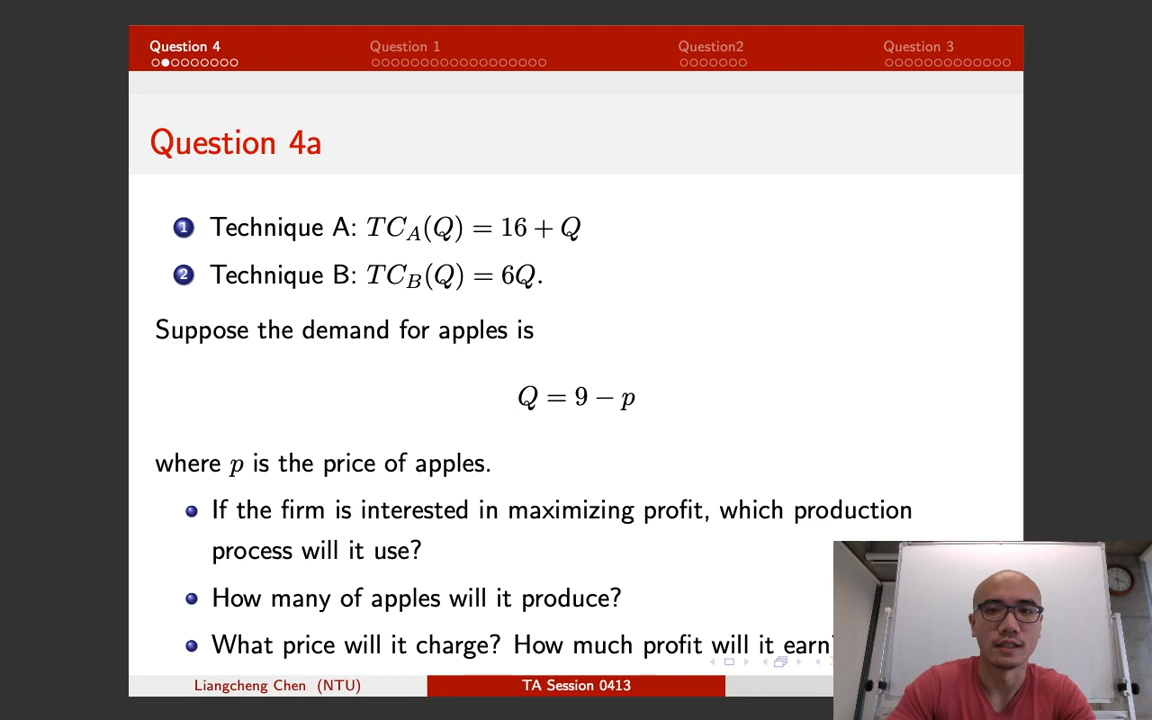 Question 4 Question 1 Question2 Question 3
Question 4a
1 Technique A: TC_A(Q) = 16 + Q
2 Technique B: TC_B(Q) = 6Q.
Suppose the demand for apples is
Q = 9 − p
where p is the price of apples.
If the firm is interested in maximizing profit, which production
process will it use?
How many of apples will it produce?
What price will it charge? How much profit will it earn
Liangcheng Chen (NTU) TA Session 0413